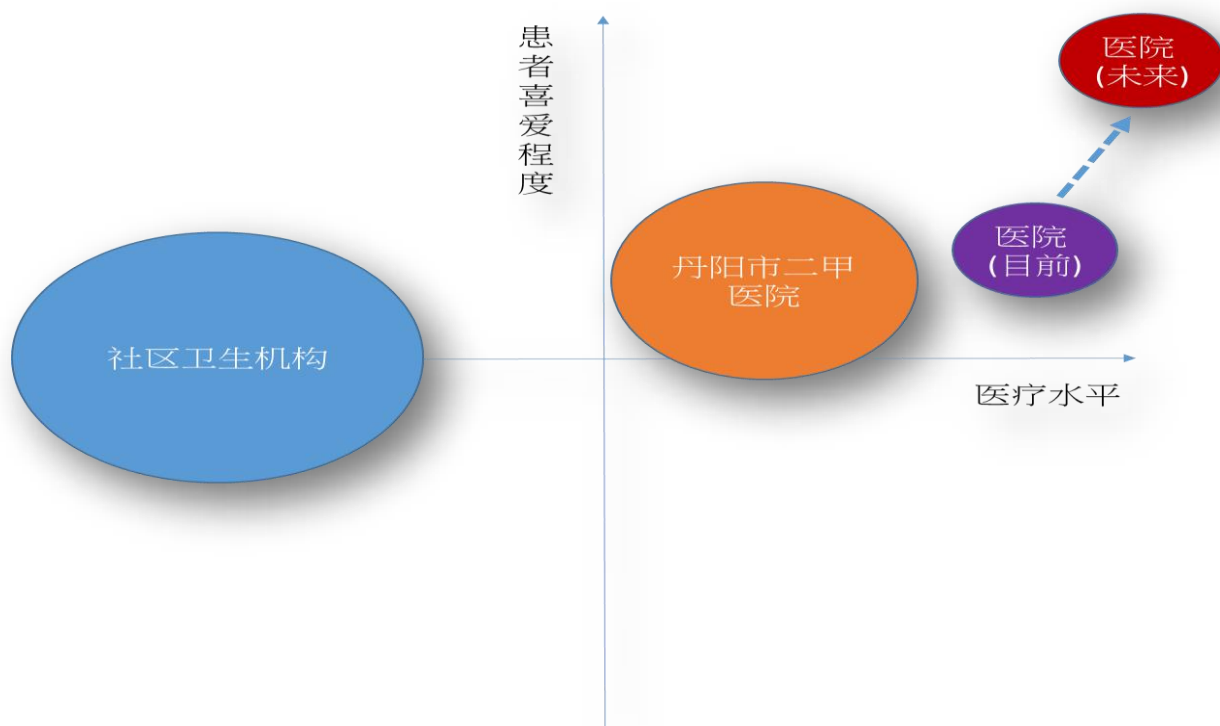 患者喜爱程度
医院
(未来)
医院
(目前)
丹阳市二甲
医院
社区卫生机构
医疗水平